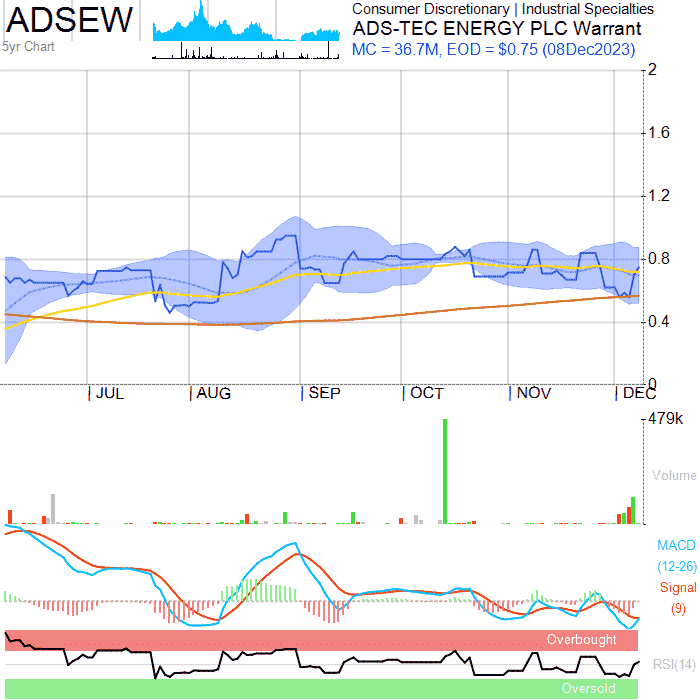 ADSEW
5yr Chart
Consumer Discretionary | Industrial Specialties
ADS-TEC ENERGY PLC Warrant
MC = 36.7M, EOD = $0.75 (08Dec2023)
2
1.6
1.2
0.8
0.4
0
JUL AUG SEP OCT NOV DEC
479k
Volume
MACD
(12-26)
Signal
(9)
Overbought
RSI(14)
Oversold